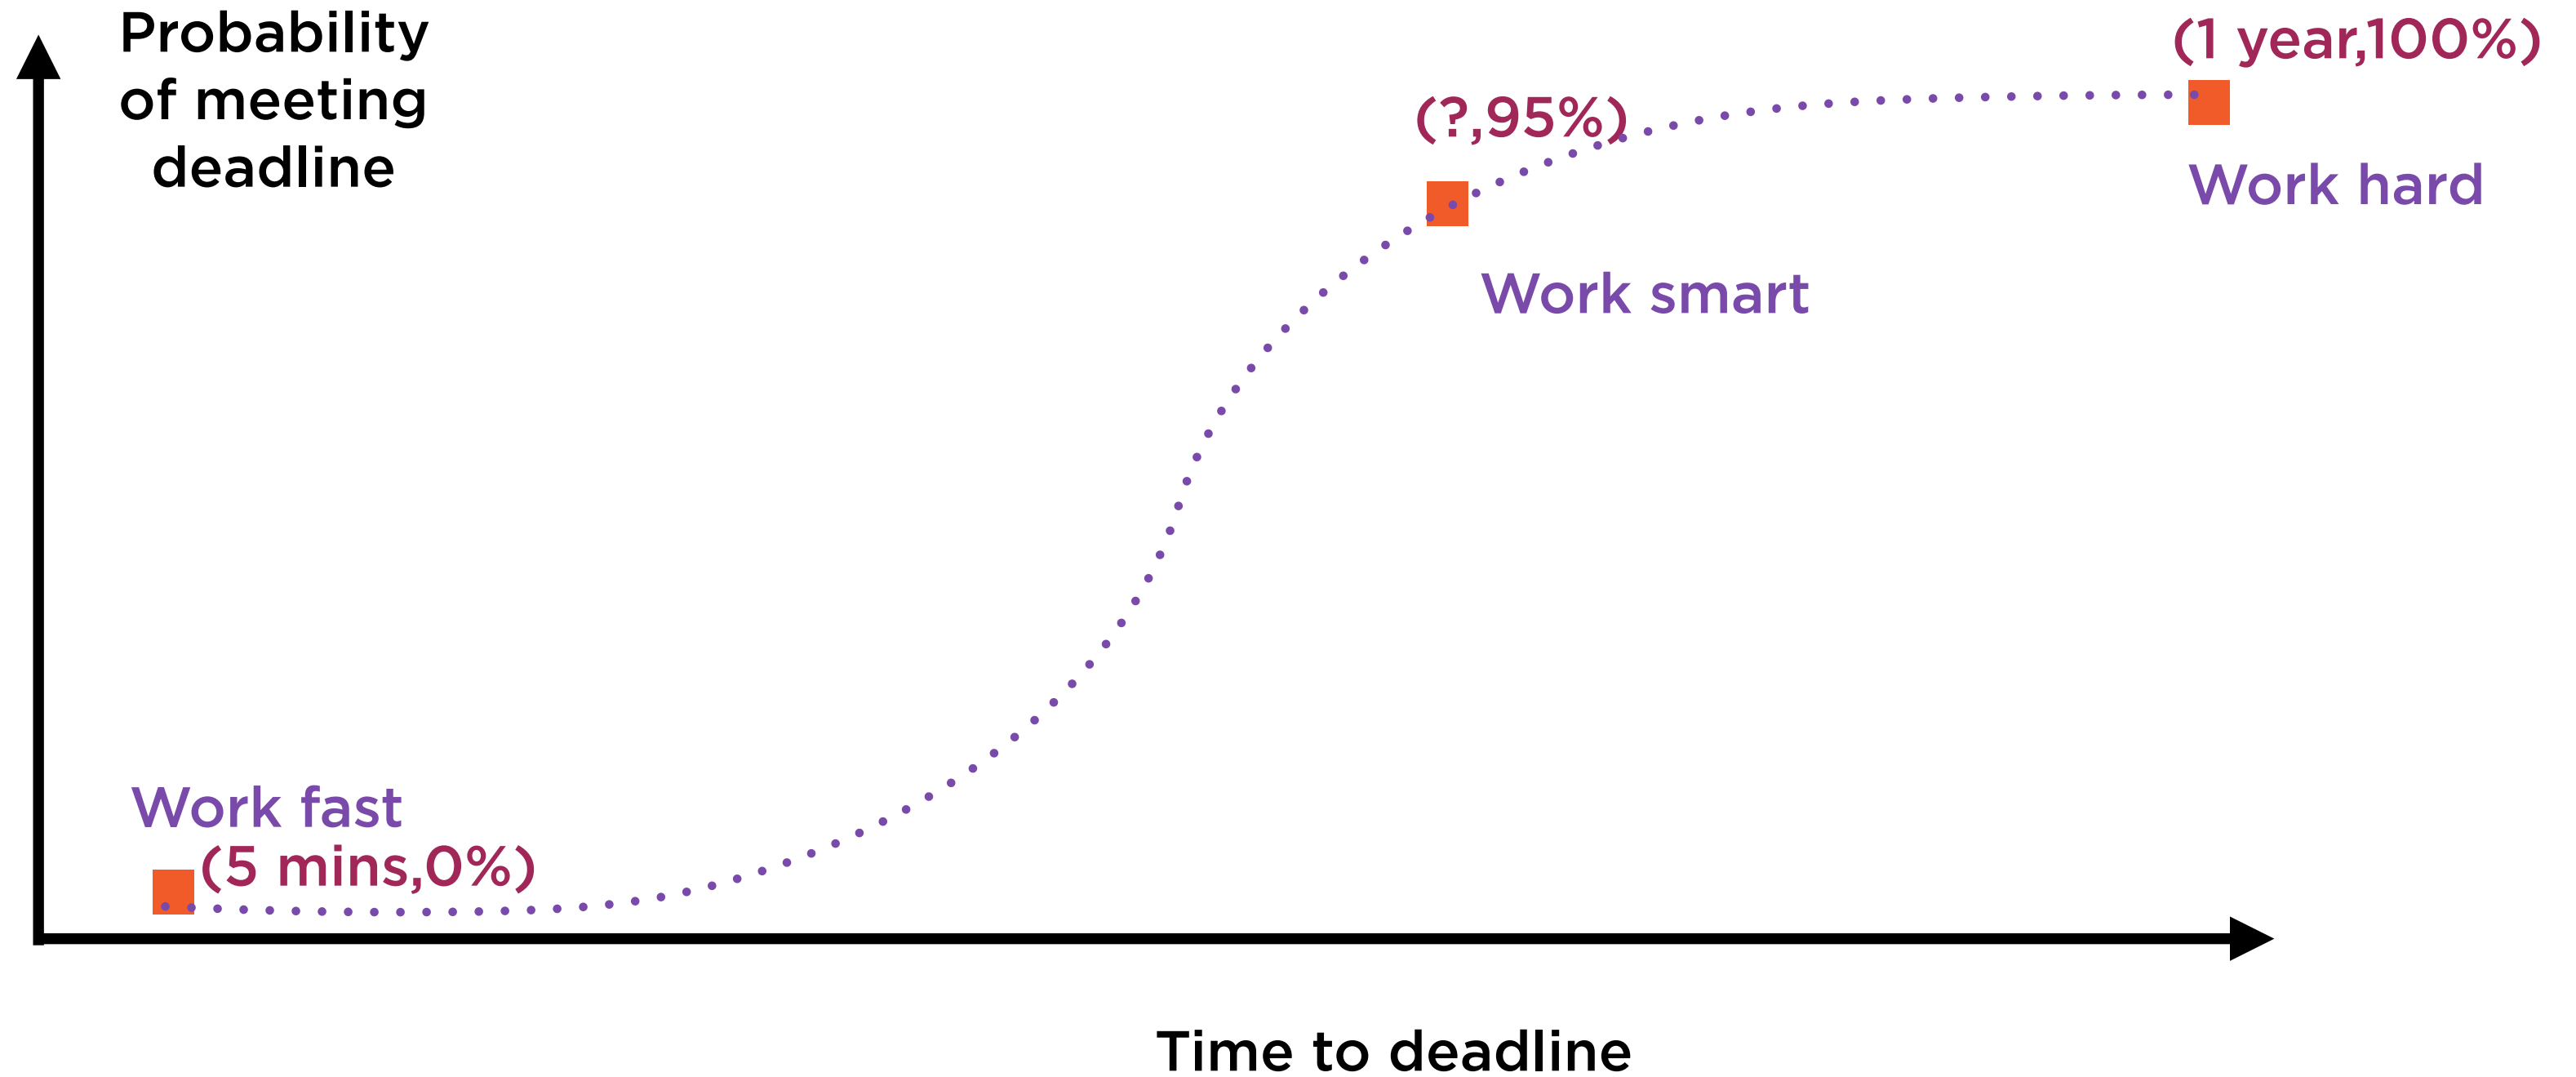 Probability
of meeting
deadline
(1 year,100%)
(?,95%)
Work hard
Work smart
Work fast
(5 mins,0%)
Time to deadline